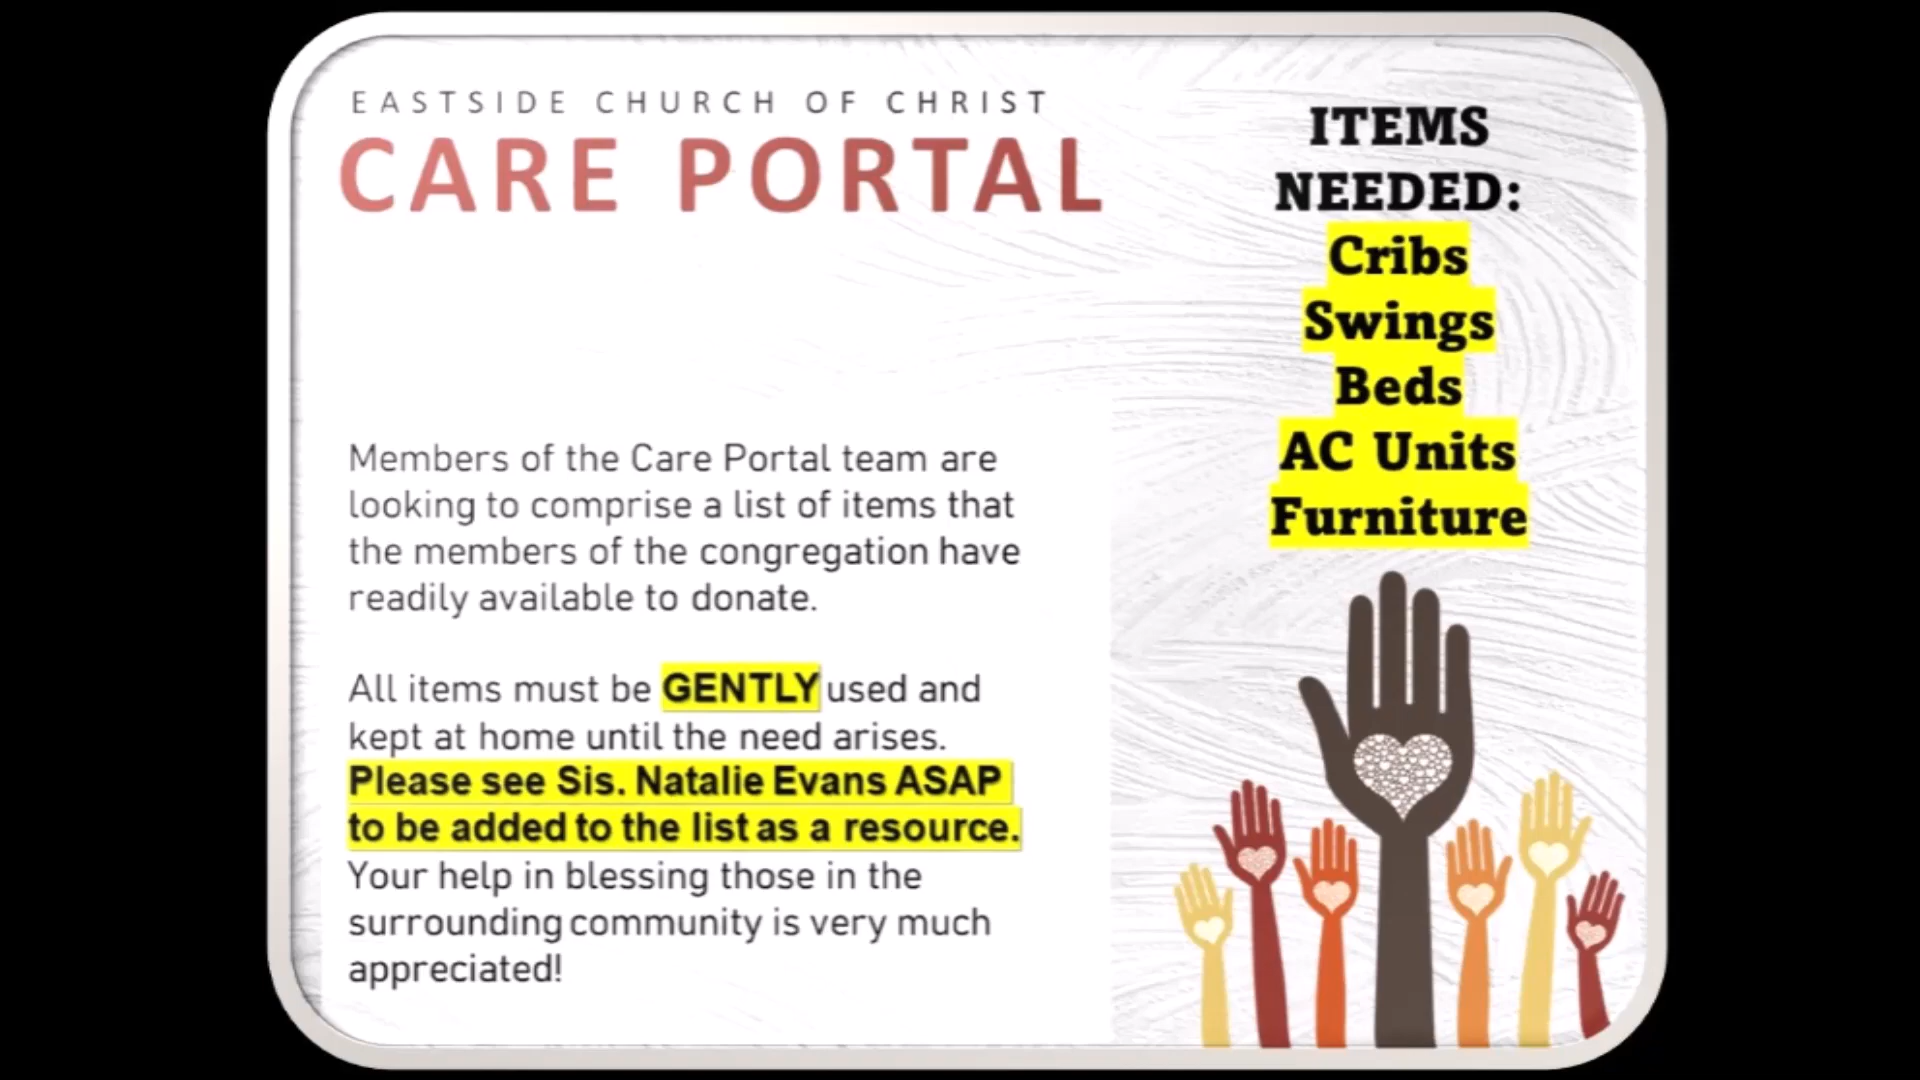 EASTSIDE CHURCH OF CHRIST
CARE PORTAL
Members of the Care Portal team are
looking to comprise a list of items that
the members of the congregation have
readily available to donate.
All items must be GENTLY used and
kept at home until the need arises.
Please see Sis. Natalie Evans ASAP
to be added to the list as a resource.
Your help in blessing those in the
surrounding community is very much
appreciated!
ITEMS
NEEDED:
Cribs
Swings
Beds
AC Units
Furniture